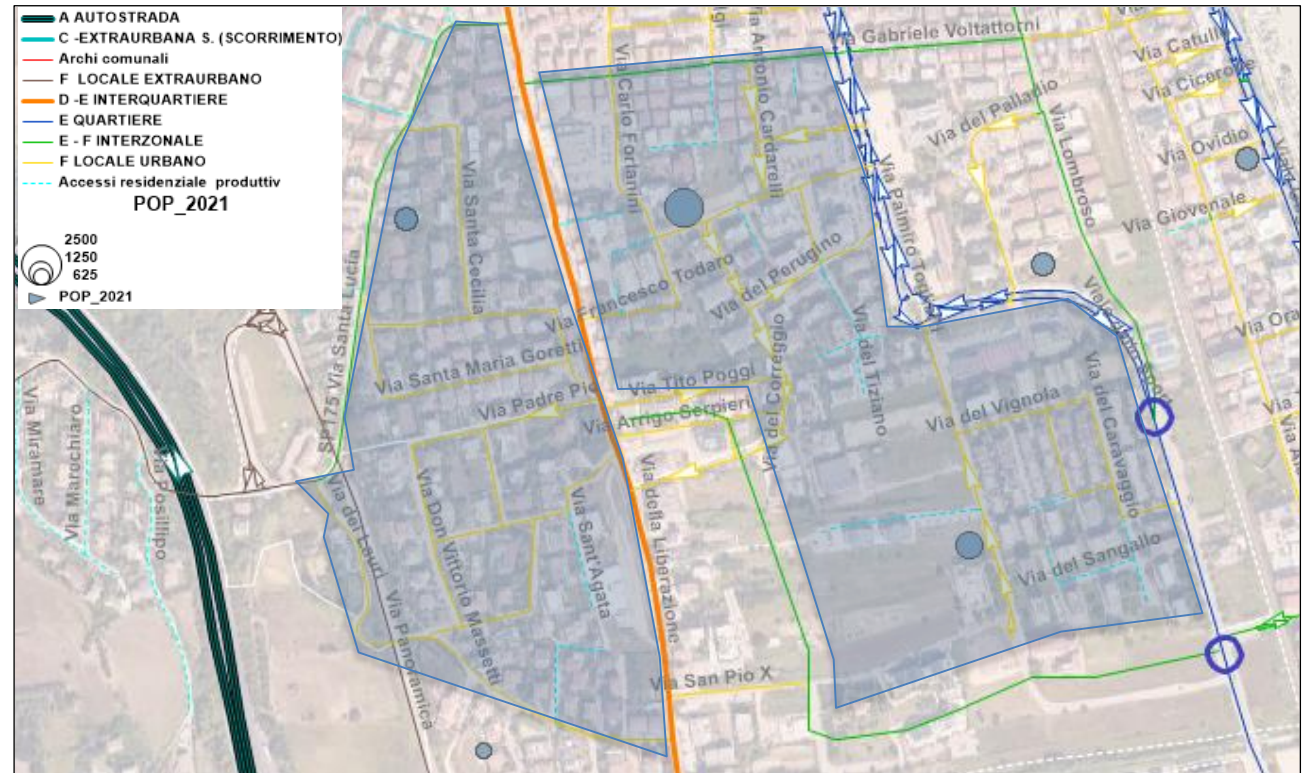 A AUTOSTRADA
C -EXTRAURBANA S. (SCORRIMENTO)
Archi comunali
F LOCALE EXTRAURBANO
D -E INTERQUARTIERE
E QUARTIERE
E - F INTERZONALE
F LOCALE URBANO
Accessi residenziale produttiv
POP_2021
2500
1250
625
POP_2021
Via Gabriele Voltattorni
Via Carlo Forlanini
Via Antonio Cardarelli
Via Catullo
Via Cicerone
Via del Palladio
Via Lombroso
Via Ovidio
Via Giovenale
Via Santa Cecilia
Via Palmiro Togliatti
SP 175 Via Santa Lucia
Via Francesco Todaro
Via del Perugino
Via del Correggio
Via del Tiziano
Via Santa Maria Goretti
Via Padre Pio
Via Tito Poggi
Via Arrigo Serpieri
Via del Vignola
Via del Caravaggio
Via Miramare
Via Marochiaro
Via Posillipo
Via dei Lauri
Via Don Vittorio Massetti
Via Sant'Agata
Via della Liberazione
Via del Sangallo
Via Panoramica
Via San Pio X